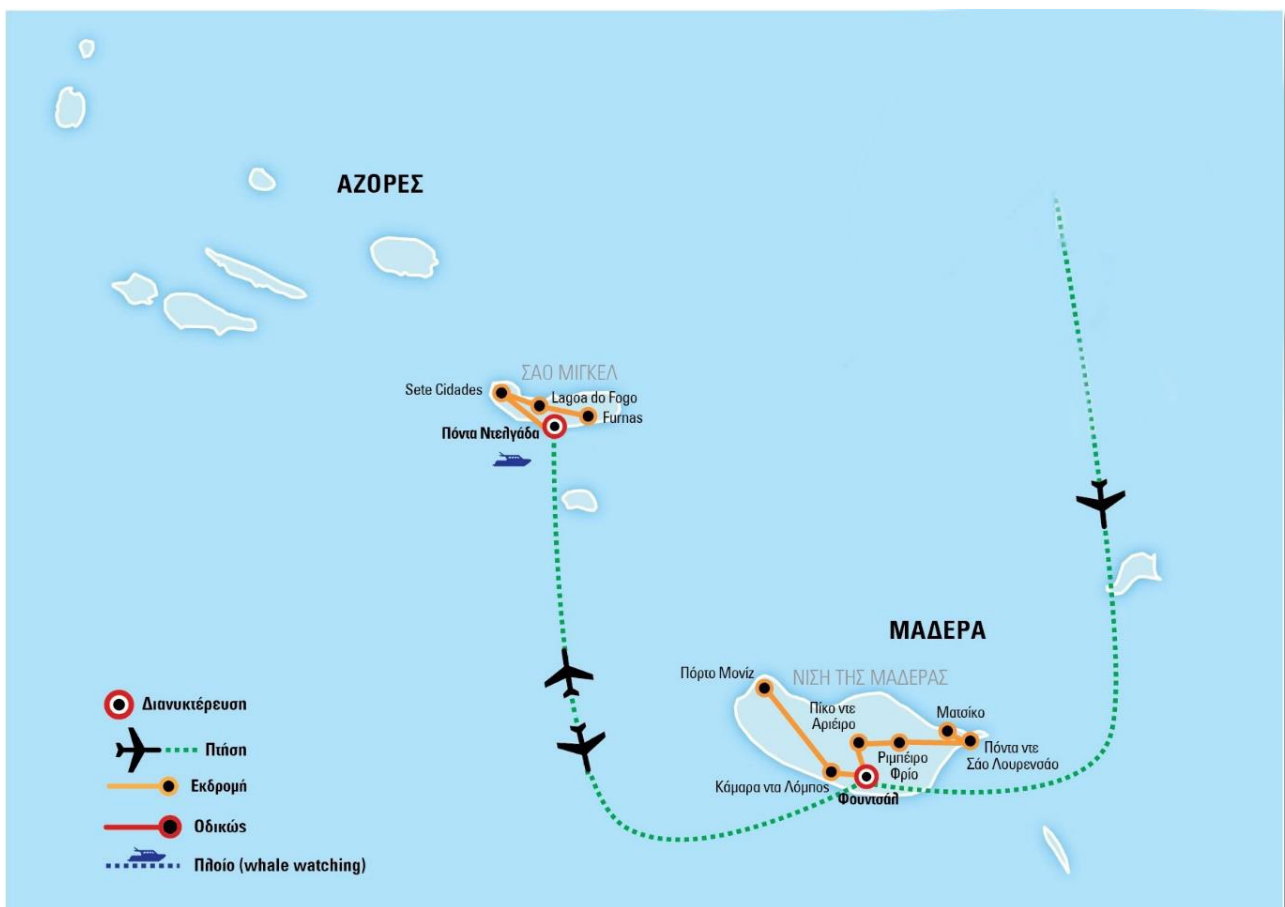 ΑΖΟΡΕΣ
ΣΑΟ ΜΙΓΚΕΛ
Sete Cidades
Lagoa do Fogo
Furnas
Πόντα Ντελγάδα
ΜΑΔΕΡΑ
ΝΙΣΗ ΤΗΣ ΜΑΔΕΡΑΣ
Πόρτο Μονίζ
Πίκο ντε
Αριέιρο
Ματσίκο
Ριμπέιρο
Φρίο
Πόντα ντε
Σάο Λουρενσάο
Κάμαρα ντα Λόμπος
Φουντσάλ
Διανυκτέρευση
Πτήση
Εκδρομή
Οδικώς
Πλοίο (whale watching)